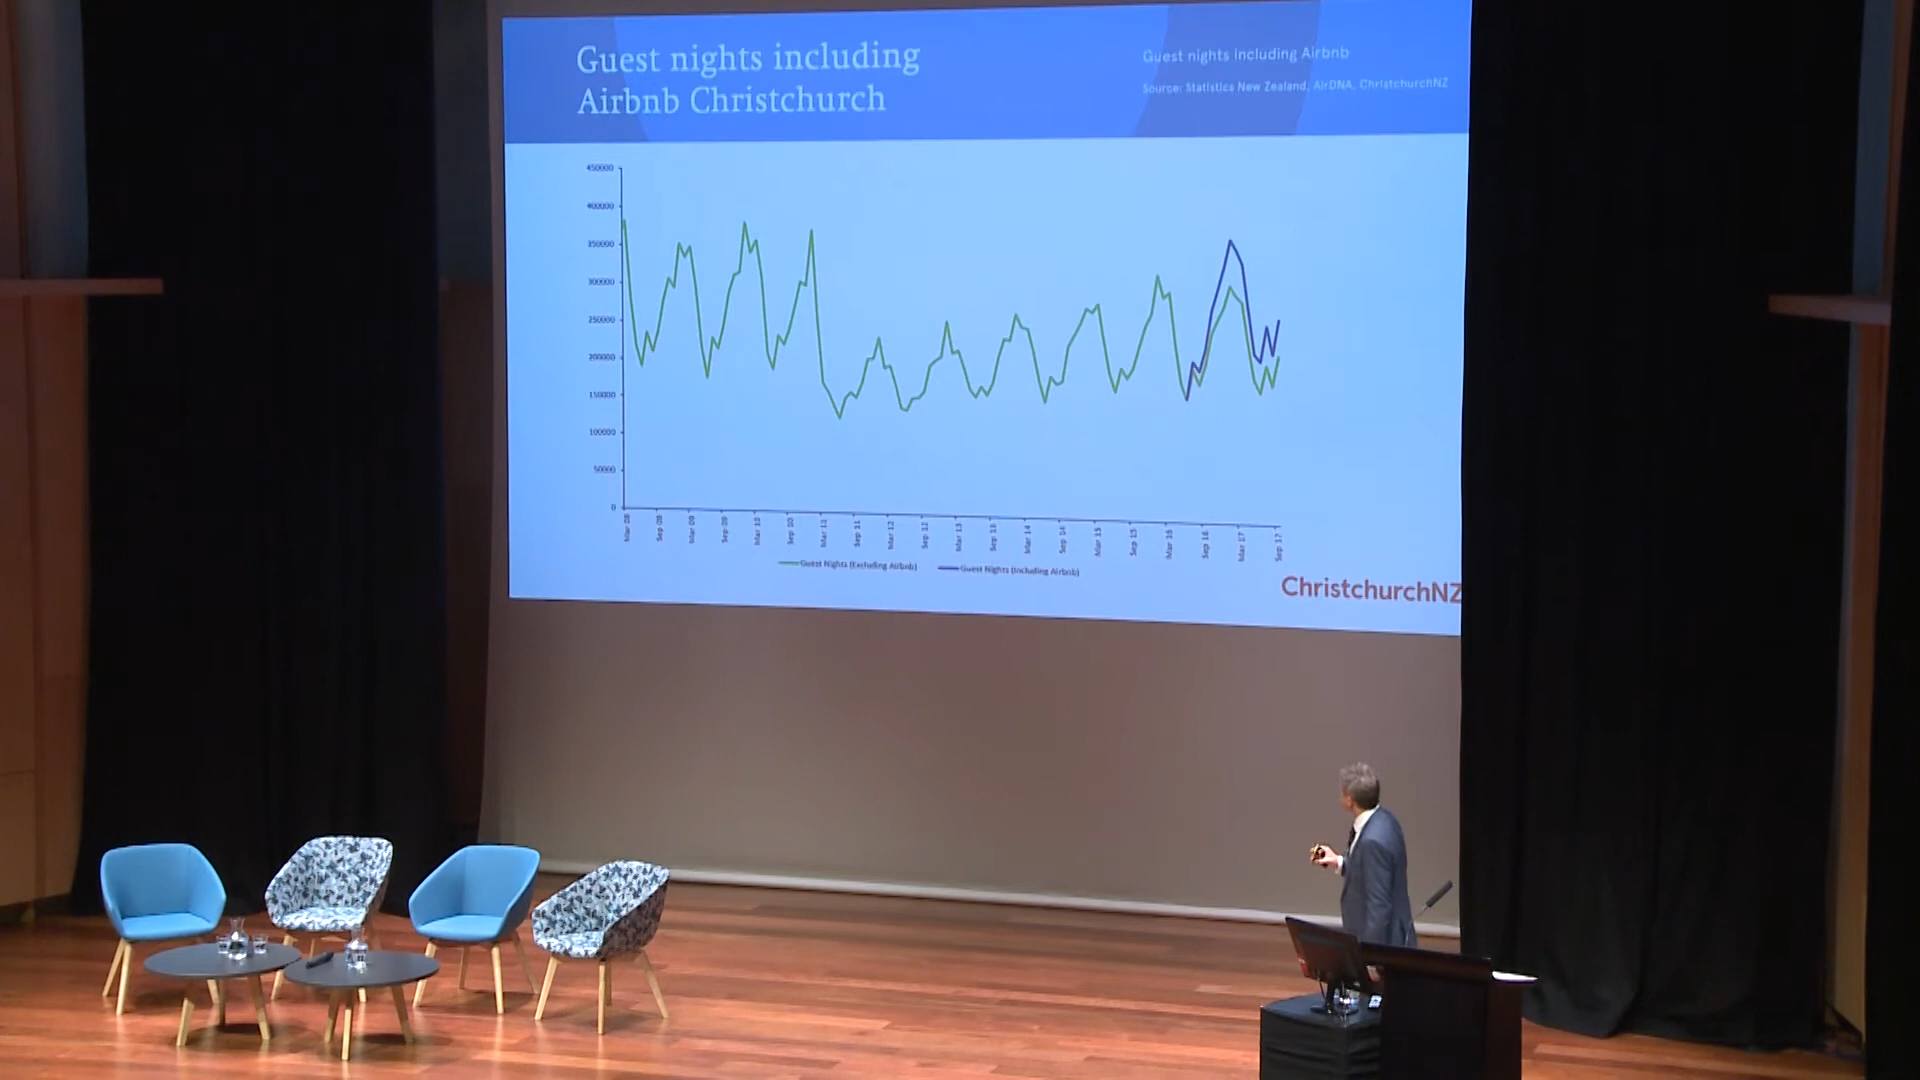 Guest nights including
Airbnb Christchurch
Guest nights including Airbnb
Source: Statistics New Zealand, AirDNA, ChristchurchNZ
450000
400000
350000
300000
250000
200000
150000
100000
50000
0
Mar 08
Sep 08
Mar 09
Sep 09
Mar 10
Sep 10
Mar 11
Sep 11
Mar 12
Sep 12
Mar 13
Sep 13
Mar 14
Sep 14
Mar 15
Sep 15
Mar 16
Sep 16
Mar 17
Sep 17
Guest Nights (Excluding Airbnb)
Guest Nights (Including Airbnb)
ChristchurchNZ